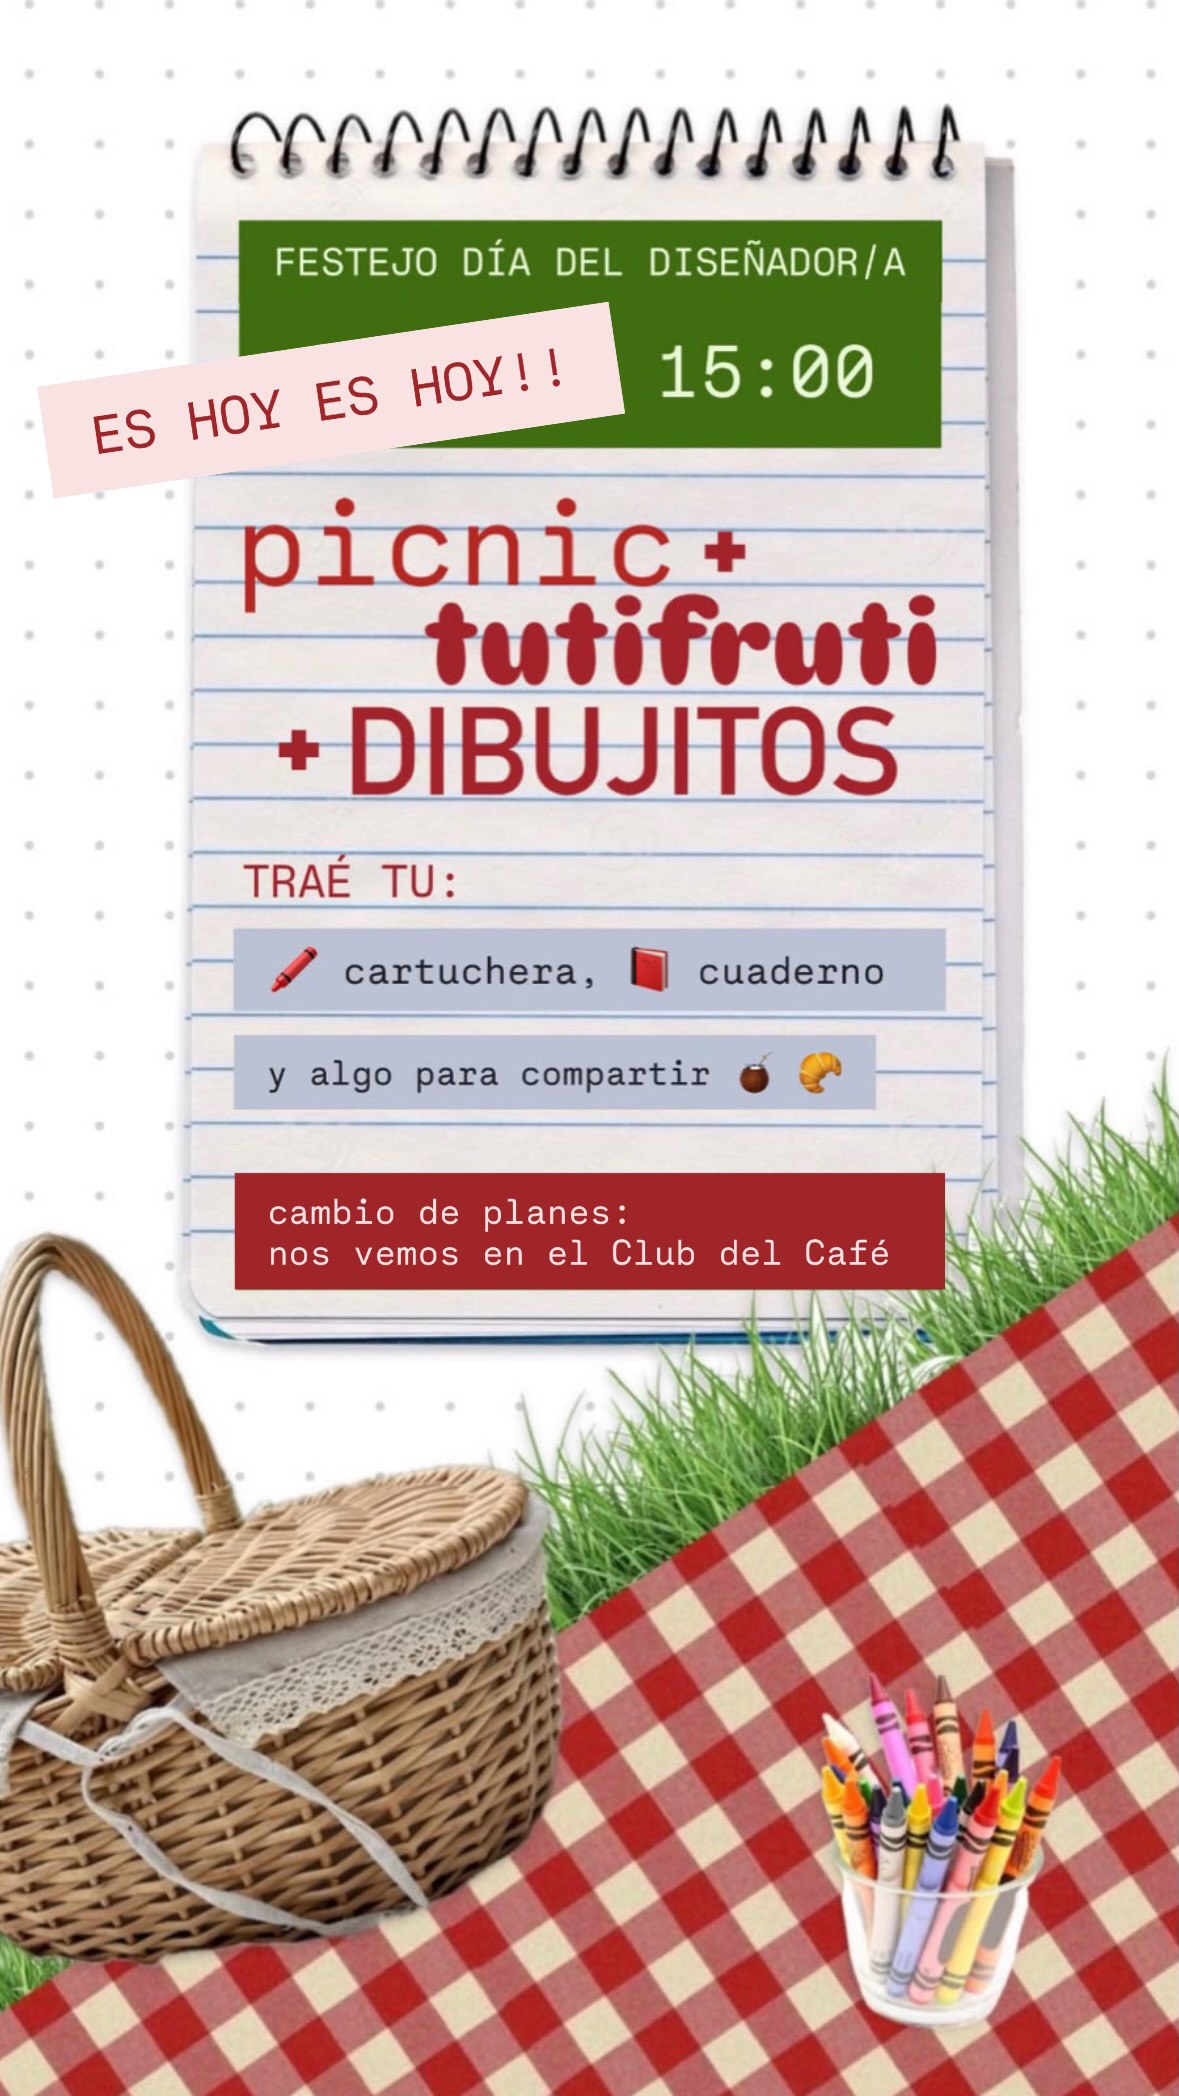 FESTEJO DÍA DEL DISEÑADOR/A
ES HOY ES HOY!!
15:00
picnic +
tutifruti
+ DIBUJITOS
TRAÉ TU:
🖍️ cartuchera, 📕 cuaderno
y algo para compartir 🧉 🥐
cambio de planes:
nos vemos en el Club del Café